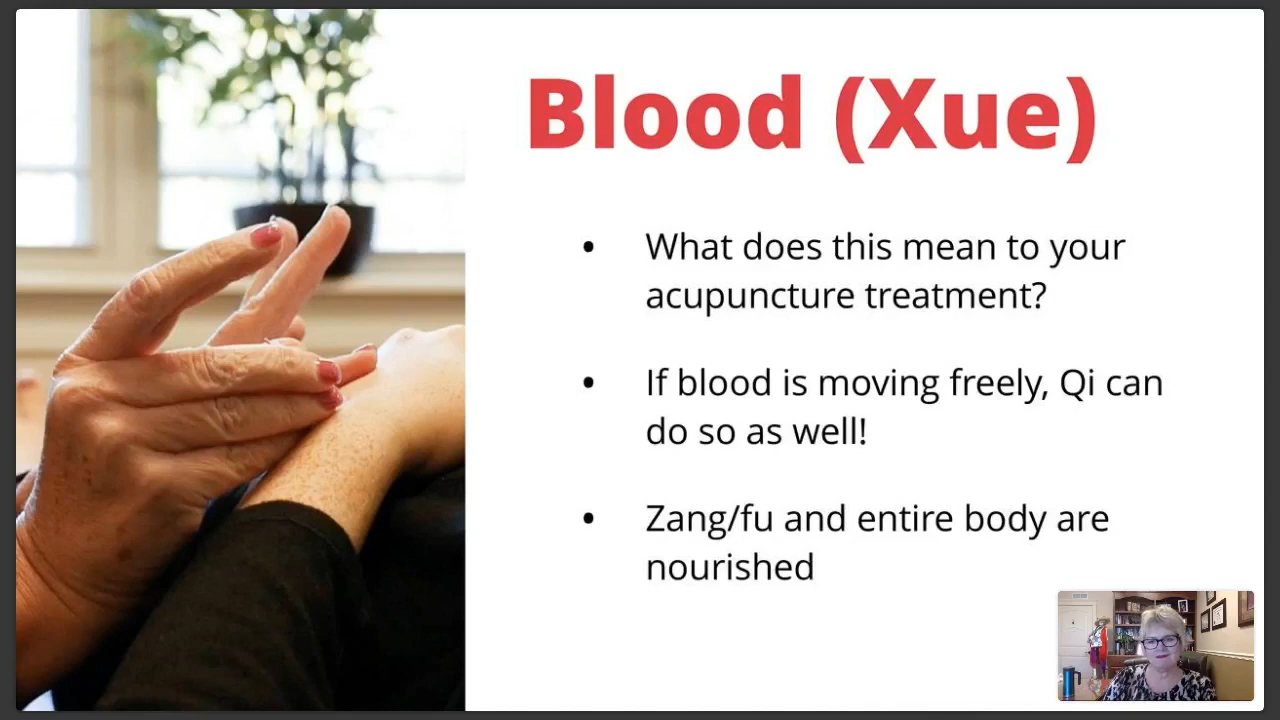 Blood (Xue)
• What does this mean to your
acupuncture treatment?
• If blood is moving freely, Qi can
do so as well!
• Zang/fu and entire body are
nourished